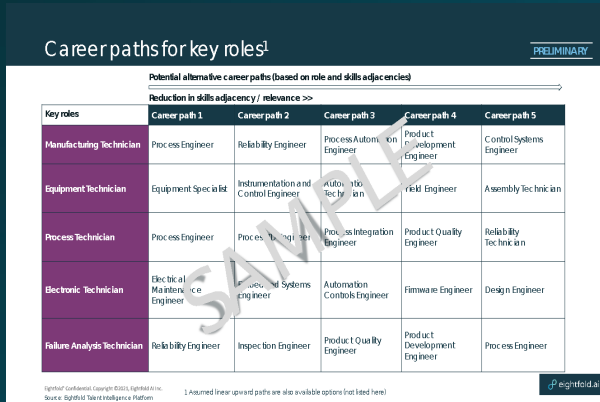 Career paths for key roles1
PRELIMINARY
Potential alternative career paths (based on role and skills adjacencies)
Reduction in skills adjacency / relevance >>
Key roles
Career path 1
Career path 2
Career path 3
Career path 4
Career path 5
Manufacturing Technician
Process Engineer
Reliability Engineer
Process Automation
Engineer
Product
Development
Engineer
Control Systems
Engineer
Equipment Technician
Equipment Specialist
Instrumentation and
Control Engineer
Automation
Technician
Yield Engineer
Assembly Technician
Process Technician
Process Engineer
Process
Process Integration
Engineer
Product Quality
Engineer
Reliability
Technician
Electronic Technician
Electrical
Maintenance
Engineer
Embedded Systems
Engineer
Automation
Controls Engineer
Firmware Engineer
Design Engineer
Failure Analysis Technician
Reliability Engineer
Inspection Engineer
Product Quality
Engineer
Product
Development
Engineer
Process Engineer
SAMPLE
Eightfold® Confidential. Copyright ©2023, Eightfold AI Inc.
Source: Eightfold Talent Intelligence Platform
1 Assumed linear upward paths are also available options (not listed here)
eightfold.ai